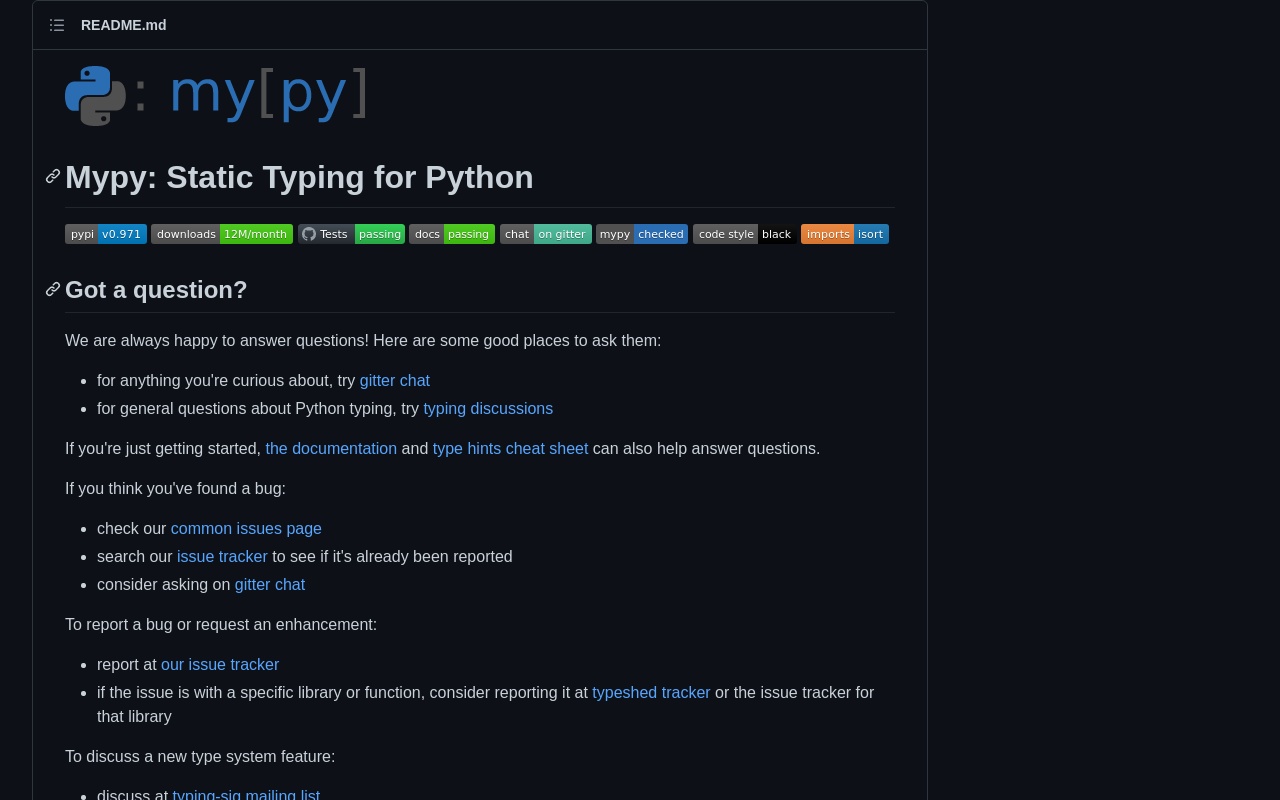 README.md
: my[py]
Mypy: Static Typing for Python
pypi v0.971 downloads 12M/month Tests passing docs passing chat on gitter mypy checked code style black imports isort
Got a question?
We are always happy to answer questions! Here are some good places to ask them:
for anything you're curious about, try gitter chat
for general questions about Python typing, try typing discussions
If you're just getting started, the documentation and type hints cheat sheet can also help answer questions.
If you think you've found a bug:
check our common issues page
search our issue tracker to see if it's already been reported
consider asking on gitter chat
To report a bug or request an enhancement:
report at our issue tracker
if the issue is with a specific library or function, consider reporting it at typeshed tracker or the issue tracker for
that library
To discuss a new type system feature:
discuss at typing-sig mailing list